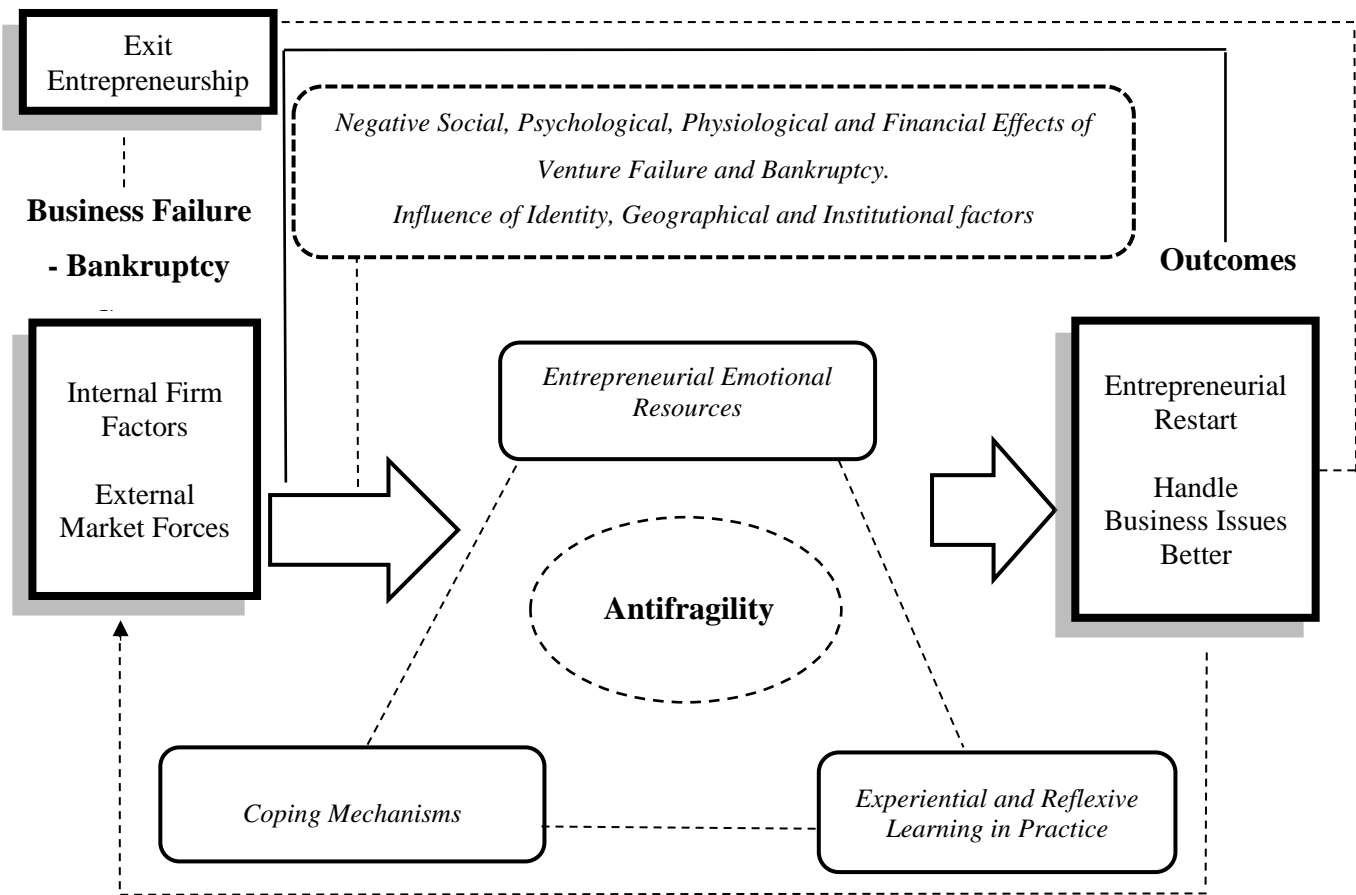 Exit
Entrepreneurship
Negative Social, Psychological, Physiological and Financial Effects of
Venture Failure and Bankruptcy.
Influence of Identity, Geographical and Institutional factors
Business Failure
- Bankruptcy
Outcomes
Internal Firm
Factors
External
Market Forces
Entrepreneurial Emotional
Resources
Antifragility
Coping Mechanisms
Experiential and Reflexive
Learning in Practice
Entrepreneurial
Restart
Handle
Business Issues
Better